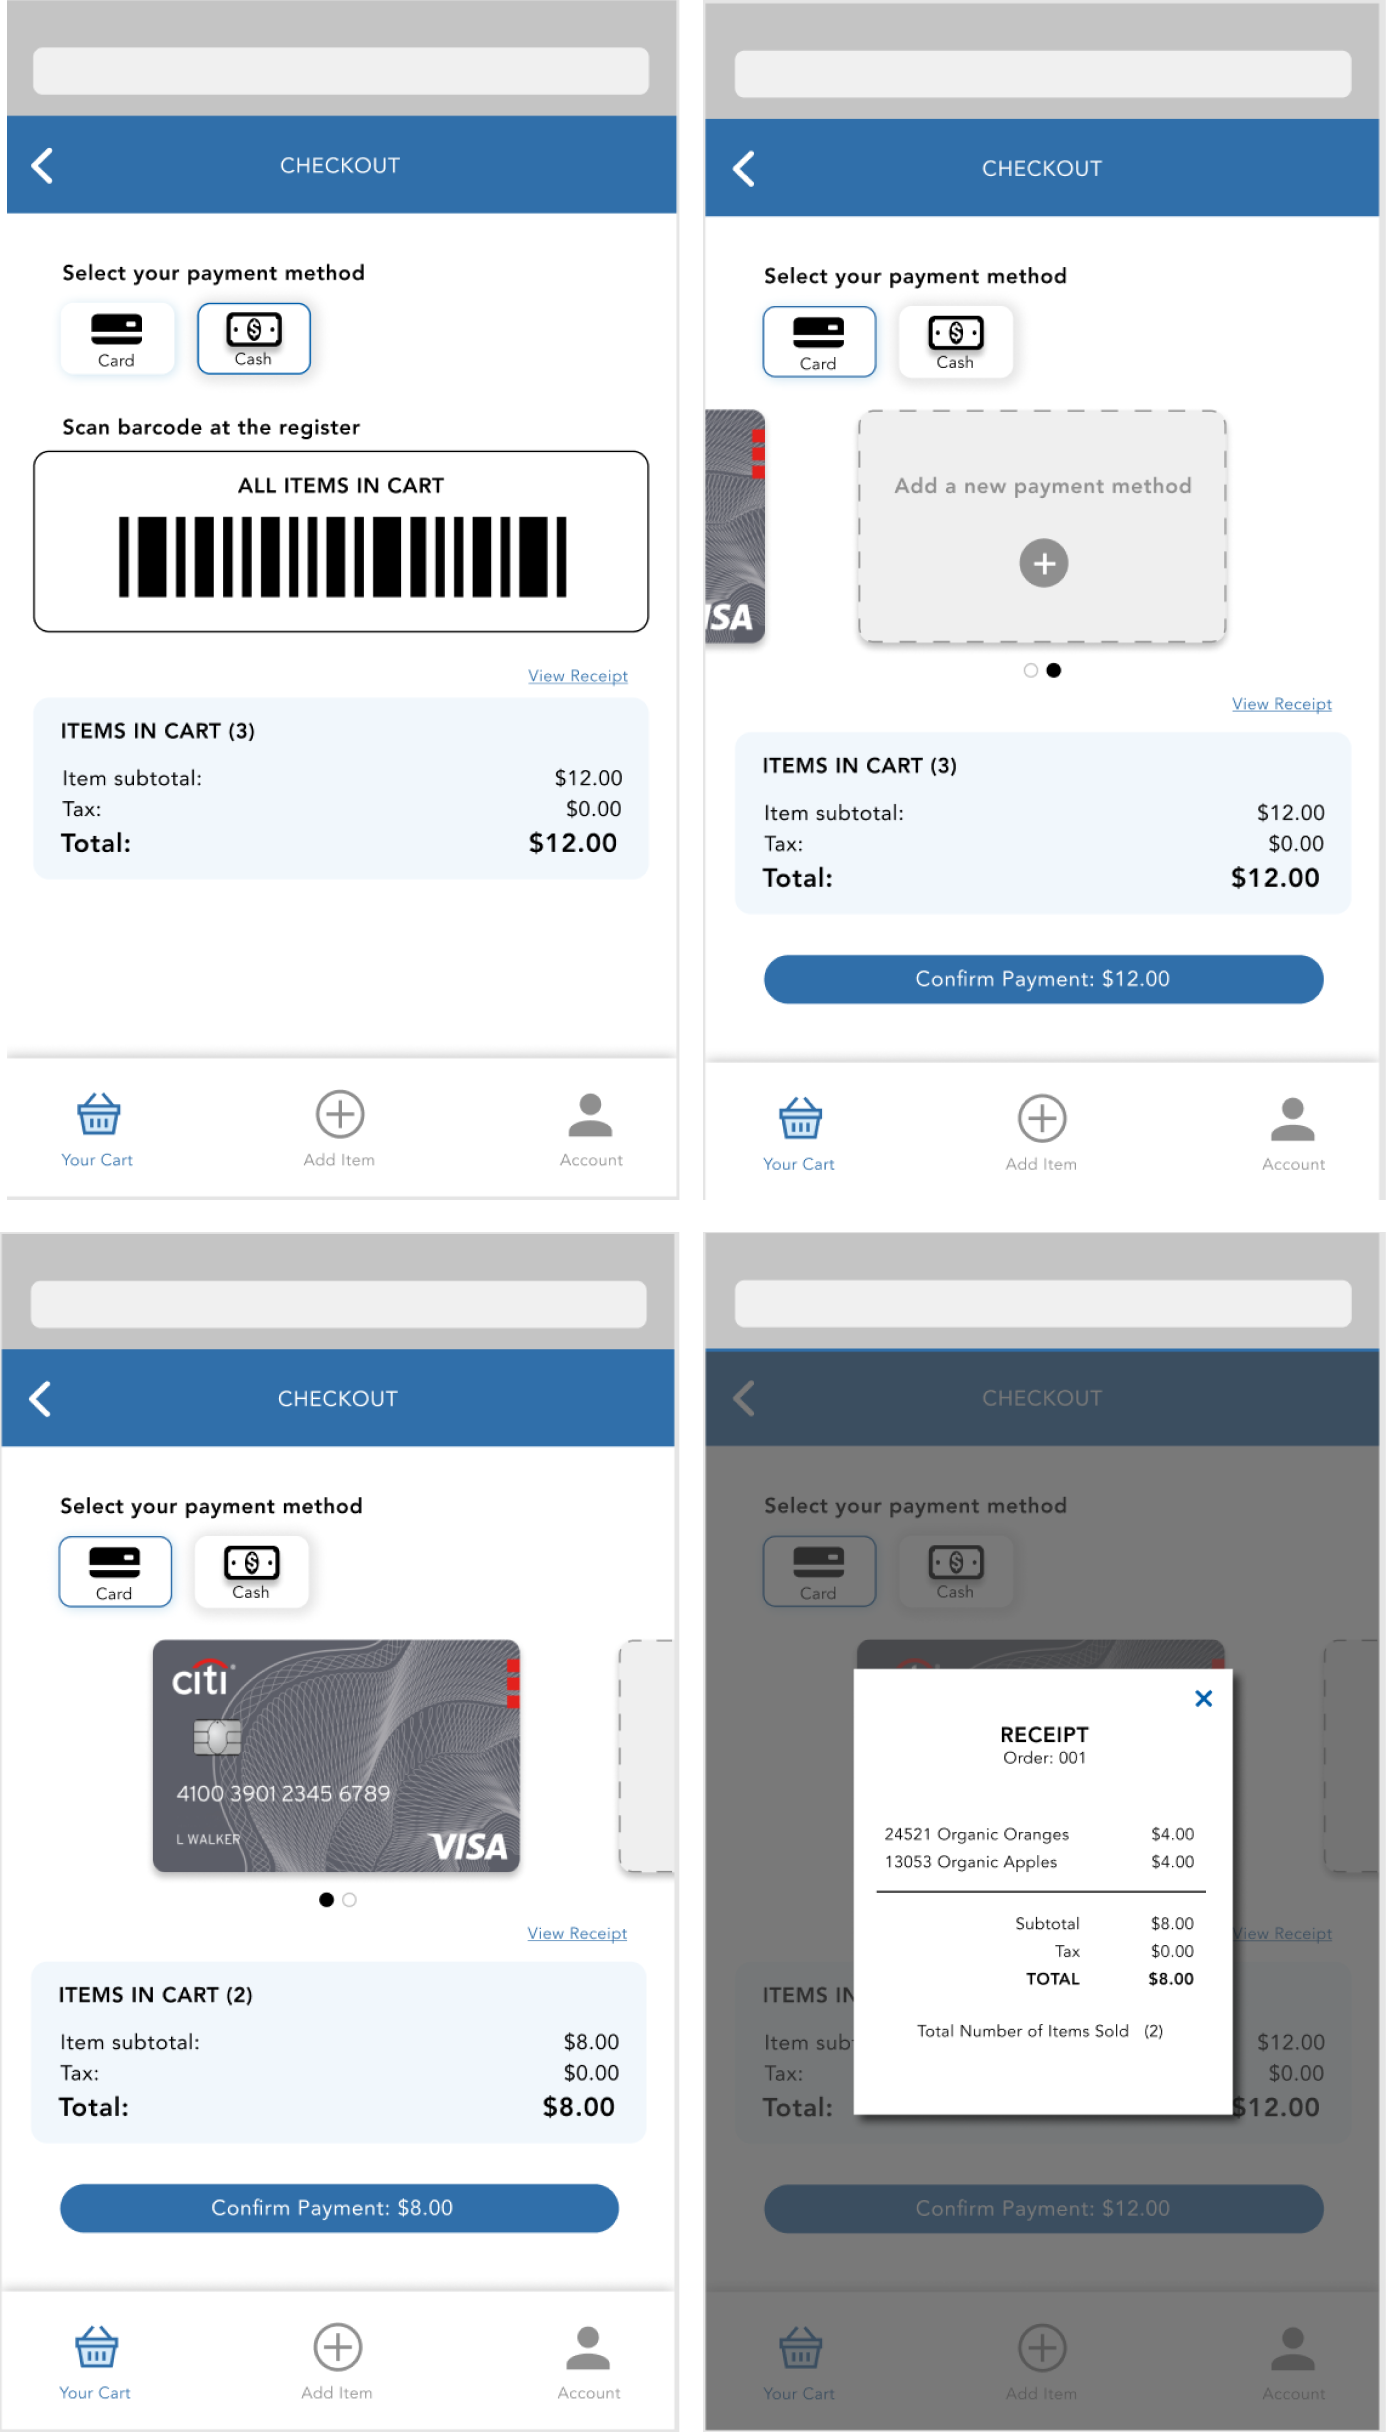 CHECKOUT
Select your payment method
Card
Cash
Scan barcode at the register
ALL ITEMS IN CART
View Receipt
ITEMS IN CART (3)
Item subtotal: $12.00
Tax: $0.00
Total: $12.00
Your Cart
Add Item
Account
CHECKOUT
Select your payment method
Card
Cash
Add a new payment method
ISA
View Receipt
ITEMS IN CART (3)
Item subtotal: $12.00
Tax: $0.00
Total: $12.00
Confirm Payment: $12.00
Your Cart
Add Item
Account
CHECKOUT
Select your payment method
Card
Cash
citi
4100 3901 2345 6789
L WALKER
VISA
View Receipt
ITEMS IN CART (2)
Item subtotal: $8.00
Tax: $0.00
Total: $8.00
Confirm Payment: $8.00
Your Cart
Add Item
Account
CHECKOUT
Select your payment method
Card
Cash
RECEIPT
Order: 001
24521 Organic Oranges $4.00
13053 Organic Apples $4.00
Subtotal $8.00
Tax $0.00
TOTAL $8.00
Total Number of Items Sold (2)
View Receipt
ITEMS IN
Item sub $12.00
Tax: $0.00
Total: $12.00
Confirm Payment: $12.00
Your Cart
Add Item
Account